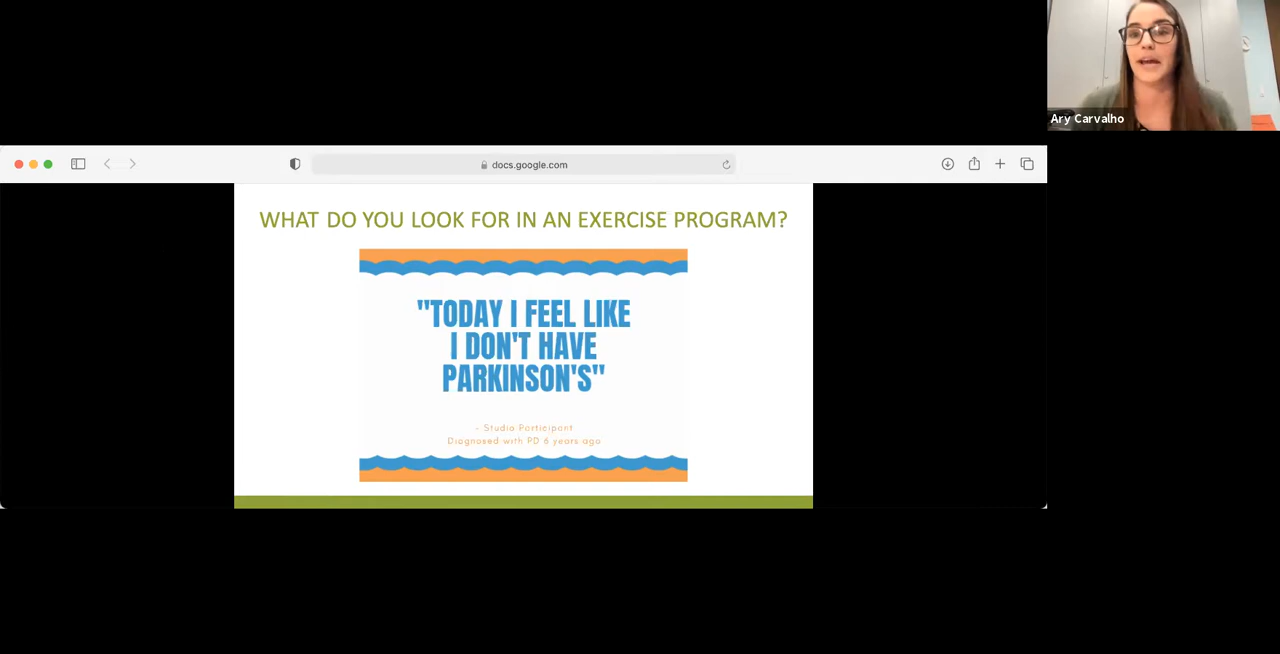 Ary Carvalho
docs.google.com
WHAT DO YOU LOOK FOR IN AN EXERCISE PROGRAM?
"TODAY I FEEL LIKE
I DON'T HAVE
PARKINSON'S"
- Studio Participant
Diagnosed with PD 6 years ago